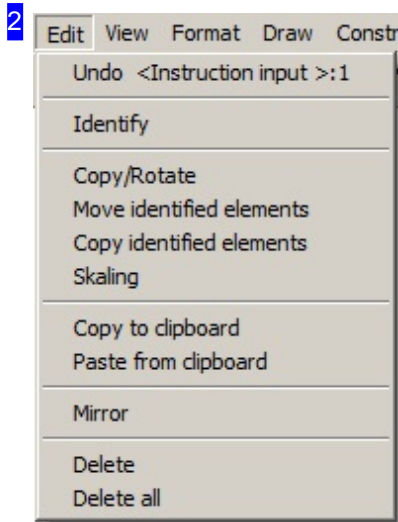 2
Edit View Format Draw Constr
Undo <Instruction input >:1
Identify
Copy/Rotate
Move identified elements
Copy identified elements
Skaling
Copy to clipboard
Paste from clipboard
Mirror
Delete
Delete all